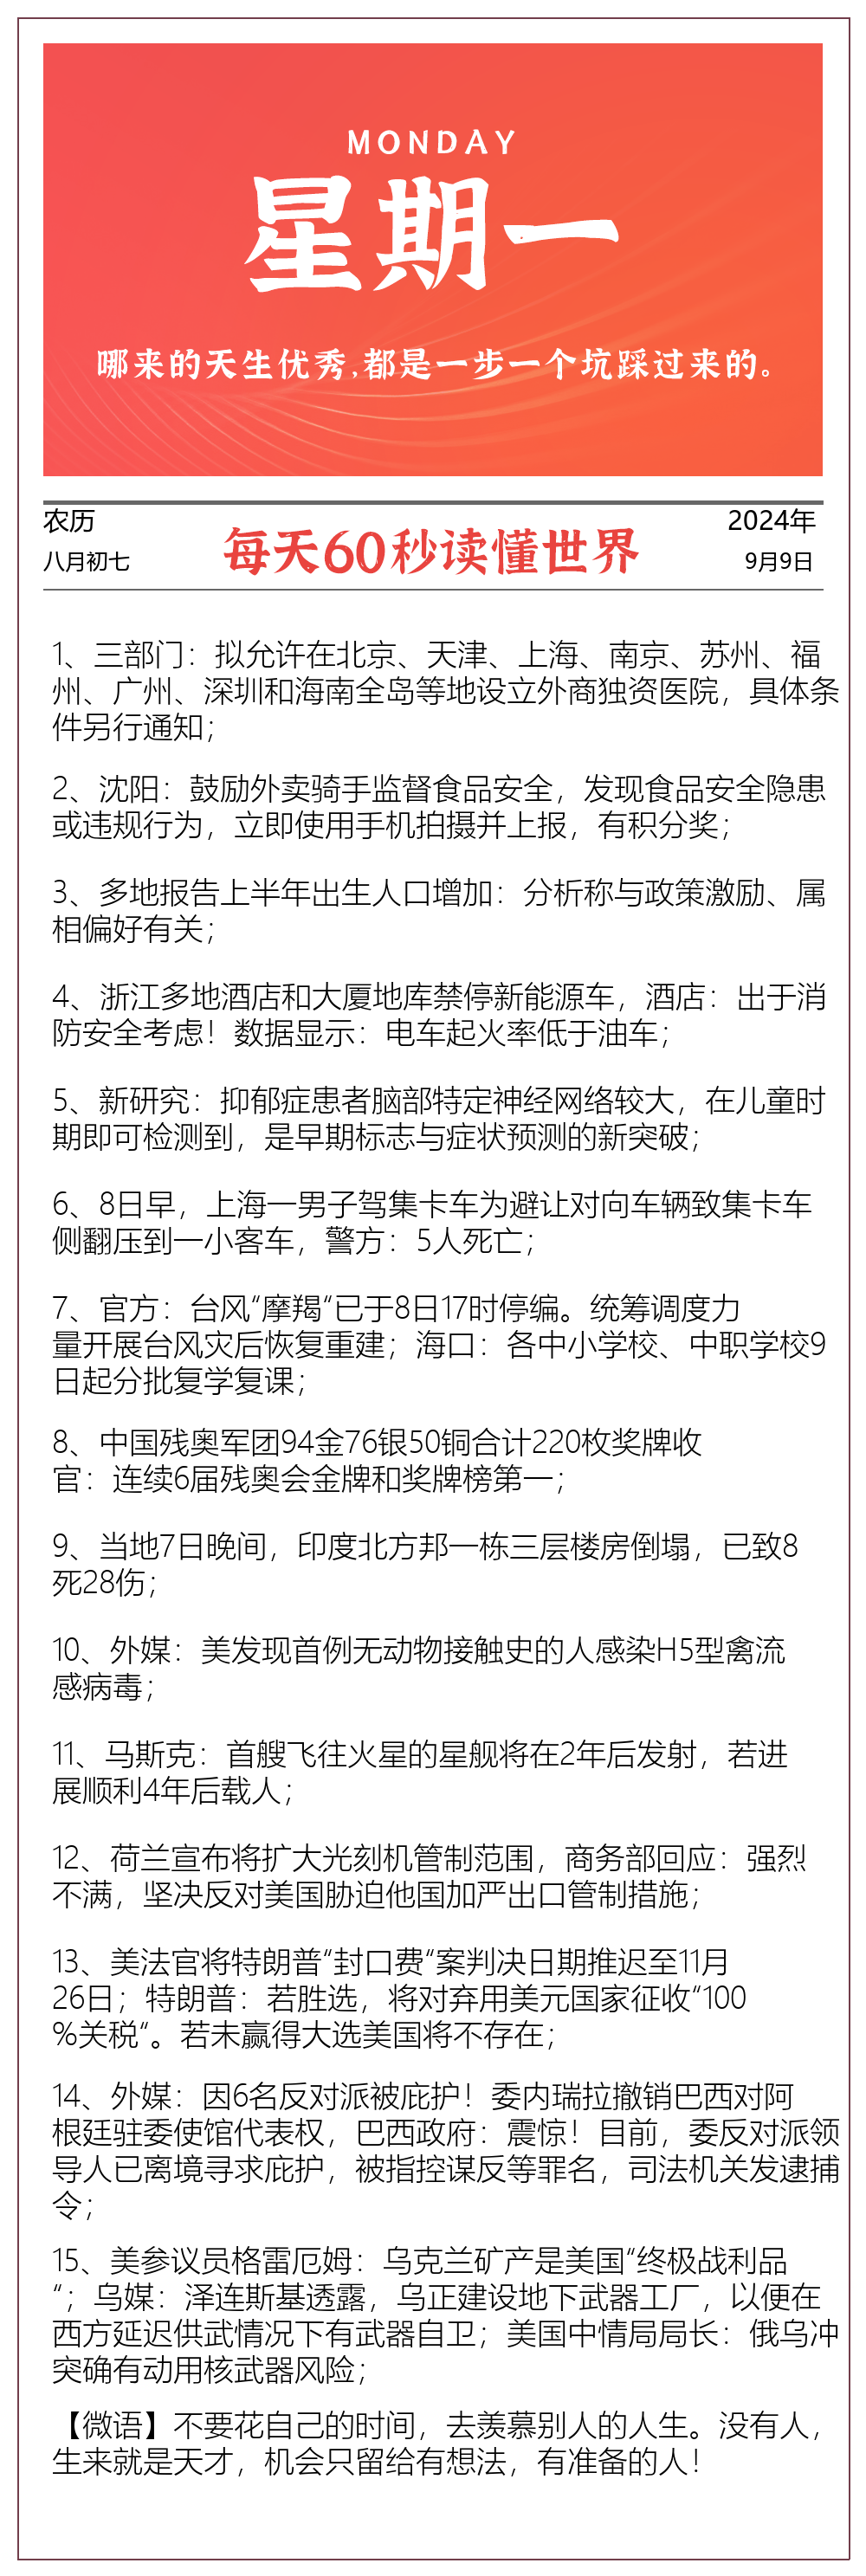 MONDAY
星期一
哪来的天生优秀,都是一步一个坑踩过来的。
农历
八月初七
每天60秒读懂世界
2024年
9月9日
1、三部门：拟允许在北京、天津、上海、南京、苏州、福
州、广州、深圳和海南全岛等地设立外商独资医院，具体条
件另行通知；
2、沈阳：鼓励外卖骑手监督食品安全，发现食品安全隐患
或违规行为，立即使用手机拍摄并上报，有积分奖；
3、多地报告上半年出生人口增加：分析称与政策激励、属
相偏好有关；
4、浙江多地酒店和大厦地库禁停新能源车，酒店：出于消
防安全考虑！数据显示：电车起火率低于油车；
5、新研究：抑郁症患者脑部特定神经网络较大，在儿童时
期即可检测到，是早期标志与症状预测的新突破；
6、8日早，上海一男子驾集卡车为避让对向车辆致集卡车
侧翻压到一小客车，警方：5人死亡；
7、官方：台风“摩羯“已于8日17时停编。统筹调度力
量开展台风灾后恢复重建；海口：各中小学校、中职学校9
日起分批复学复课；
8、中国残奥军团94金76银50铜合计220枚奖牌收
官：连续6届残奥会金牌和奖牌榜第一；
9、当地7日晚间，印度北方邦一栋三层楼房倒塌，已致8
死28伤；
10、外媒：美发现首例无动物接触史的人感染H5型禽流
感病毒；
11、马斯克：首艘飞往火星的星舰将在2年后发射，若进
展顺利4年后载人；
12、荷兰宣布将扩大光刻机管制范围，商务部回应：强烈
不满，坚决反对美国胁迫他国加严出口管制措施；
13、美法官将特朗普“封口费“案判决日期推迟至11月
26日；特朗普：若胜选，将对弃用美元国家征收“100
%关税“。若未赢得大选美国将不存在；
14、外媒：因6名反对派被庇护！委内瑞拉撤销巴西对阿
根廷驻委使馆代表权，巴西政府：震惊！目前，委反对派领
导人已离境寻求庇护，被指控谋反等罪名，司法机关发逮捕
令；
15、美参议员格雷厄姆：乌克兰矿产是美国“终极战利品
“；乌媒：泽连斯基透露，乌正建设地下武器工厂，以便在
西方延迟供武情况下有武器自卫；美国中情局局长：俄乌冲
突确有动用核武器风险；
【微语】不要花自己的时间，去羡慕别人的人生。没有人，
生来就是天才，机会只留给有想法，有准备的人！